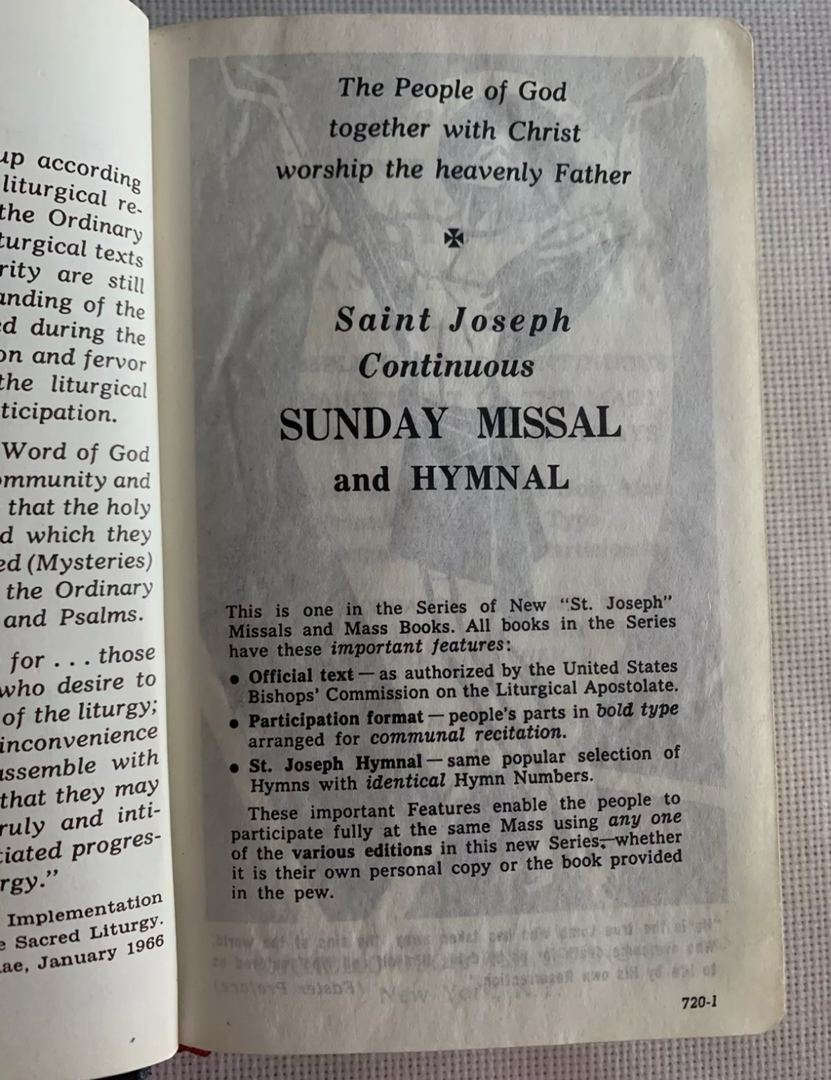 up according
liturgical re-
the Ordinary
turgical texts
rity are still
anding of the
ed during the
on and fervor
the liturgical
ticipation.
Word of God
ommunity and
that the holy
d which they
ed (Mysteries)
the Ordinary
and Psalms.
for . . . those
who desire to
of the liturgy;
inconvenience
assemble with
that they may
ruly and inti-
tiated progres-
rgy.”
Implementation
e Sacred Liturgy.
ae, January 1966
The People of God
together with Christ
worship the heavenly Father
Saint Joseph
Continuous
SUNDAY MISSAL
and HYMNAL
This is one in the Series of New “St. Joseph”
Missals and Mass Books. All books in the Series
have these important features:
● Official text — as authorized by the United States
Bishops’ Commission on the Liturgical Apostolate.
● Participation format — people’s parts in bold type
arranged for communal recitation.
● St. Joseph Hymnal — same popular selection of
Hymns with identical Hymn Numbers.
These important Features enable the people to
participate fully at the same Mass using any one
of the various editions in this new Series—whether
it is their own personal copy or the book provided
in the pew.
720-1